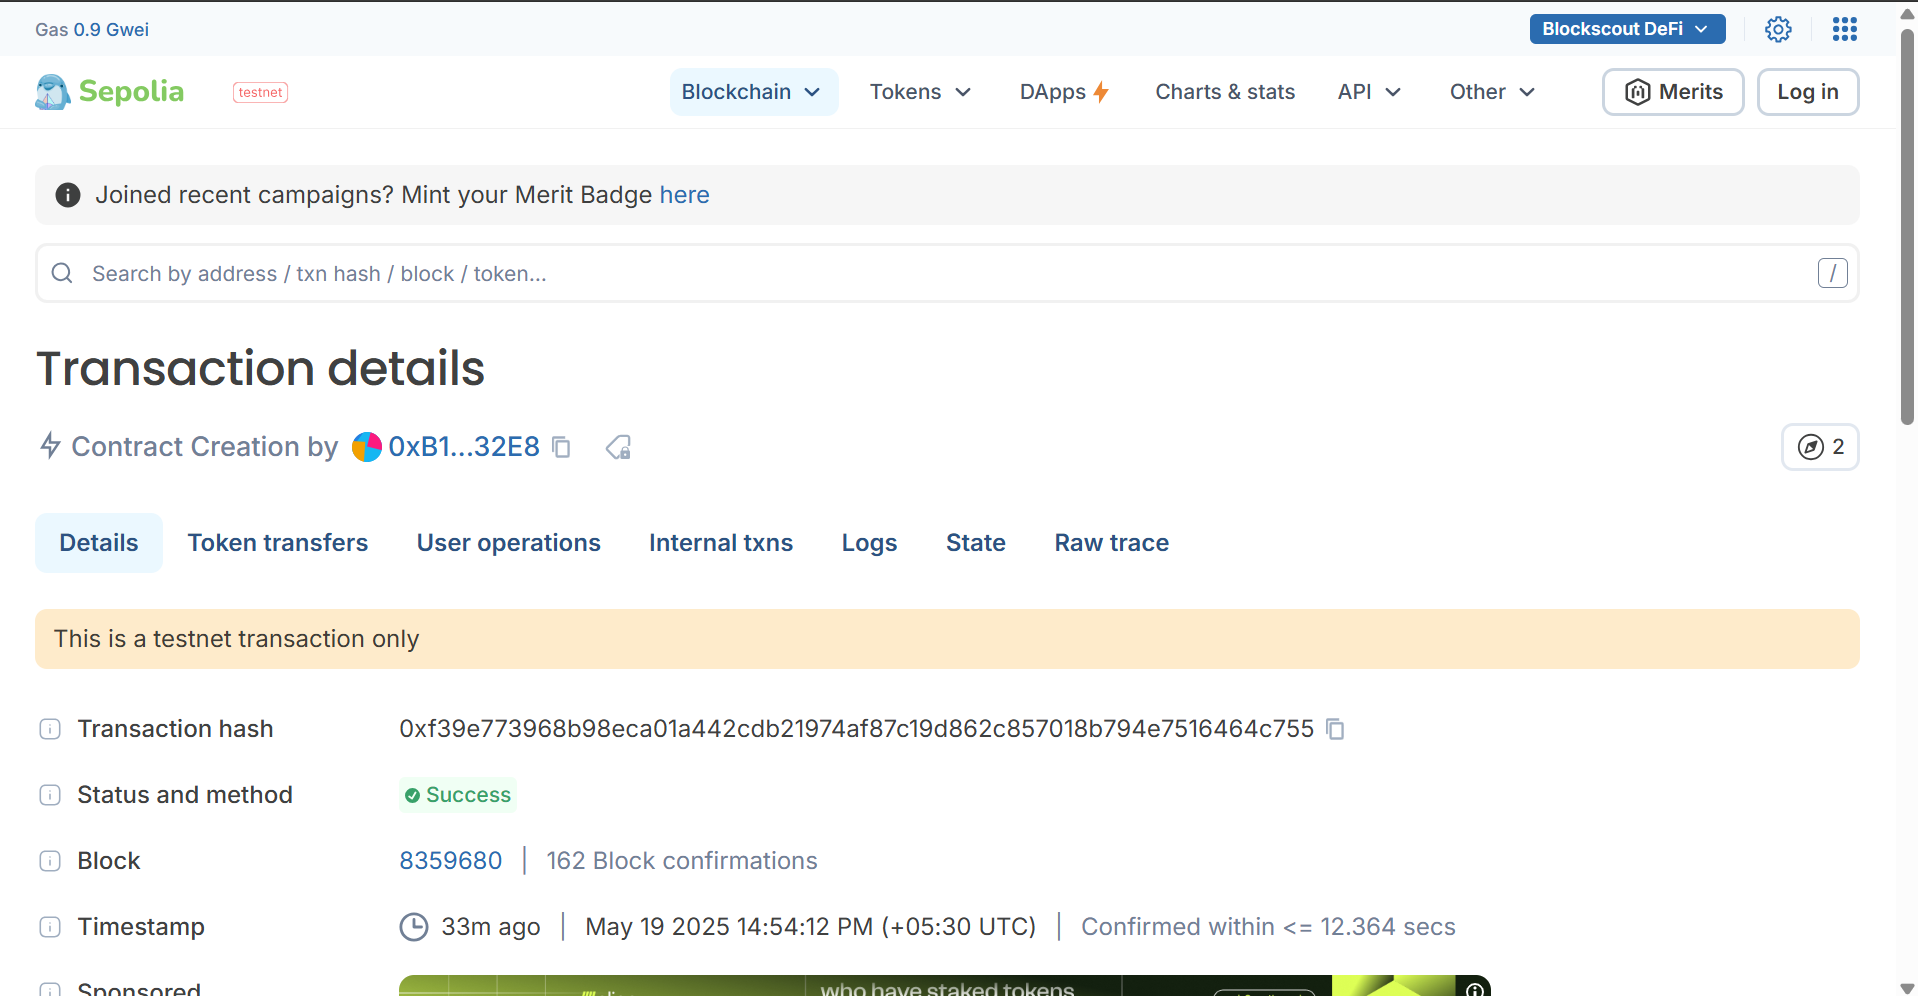 Gas 0.9 Gwei
Blockscout DeFi
Sepolia
testnet
Blockchain
Tokens
DApps
Charts & stats
API
Other
Merits
Log in
Joined recent campaigns? Mint your Merit Badge here
Search by address / txn hash / block / token...
/
Transaction details
Contract Creation by 0xB1...32E8
2
Details
Token transfers
User operations
Internal txns
Logs
State
Raw trace
This is a testnet transaction only
Transaction hash
0xf39e773968b98eca01a442cdb21974af87c19d862c857018b794e7516464c755
Status and method
Success
Block
8359680 | 162 Block confirmations
Timestamp
33m ago | May 19 2025 14:54:12 PM (+05:30 UTC) | Confirmed within <= 12.364 secs
Sponsored
who have staked tokens